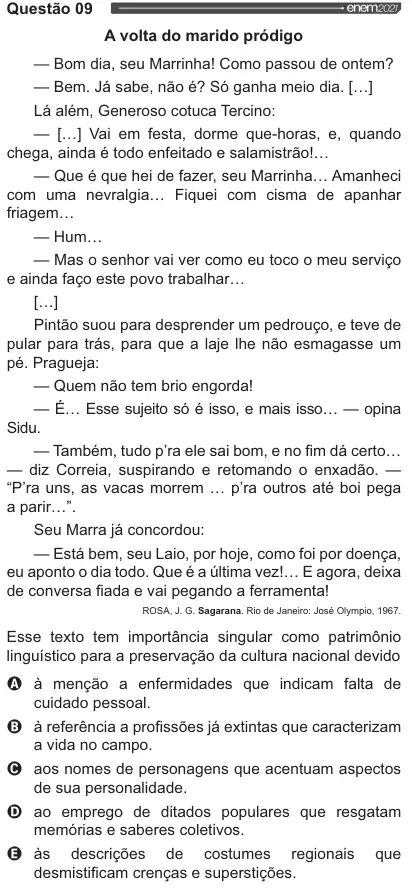 Questão 09
enem2021
A volta do marido pródigo
— Bom dia, seu Marrinha! Como passou de ontem?
— Bem. Já sabe, não é? Só ganha meio dia. [...]
Lá além, Generoso cotuca Tercino:
— [...] Vai em festa, dorme que-horas, e, quando
chega, ainda é todo enfeitado e salamistrão!...
— Que é que hei de fazer, seu Marrinha... Amanheci
com uma nevralgia... Fiquei com cisma de apanhar
friagem...
— Hum...
— Mas o senhor vai ver como eu toco o meu serviço
e ainda faço este povo trabalhar...
[...]
Pintão suou para desprender um pedrouço, e teve de
pular para trás, para que a laje lhe não esmagasse um
pé. Pragueja:
— Quem não tem brio engorda!
— É... Esse sujeito só é isso, e mais isso... — opina
Sidu.
— Também, tudo p'ra ele sai bom, e no fim dá certo...
— diz Correia, suspirando e retomando o enxadão. —
“P'ra uns, as vacas morrem ... p'ra outros até boi pega
a parir...”.
Seu Marra já concordou:
— Está bem, seu Laio, por hoje, como foi por doença,
eu aponto o dia todo. Que é a última vez!... E agora, deixa
de conversa fiada e vai pegando a ferramenta!
ROSA, J. G. Sagarana. Rio de Janeiro: José Olympio, 1967.
Esse texto tem importância singular como patrimônio
linguístico para a preservação da cultura nacional devido
A à menção a enfermidades que indicam falta de
cuidado pessoal.
B à referência a profissões já extintas que caracterizam
a vida no campo.
C aos nomes de personagens que acentuam aspectos
de sua personalidade.
D ao emprego de ditados populares que resgatam
memórias e saberes coletivos.
E às descrições de costumes regionais que
desmistificam crenças e superstições.